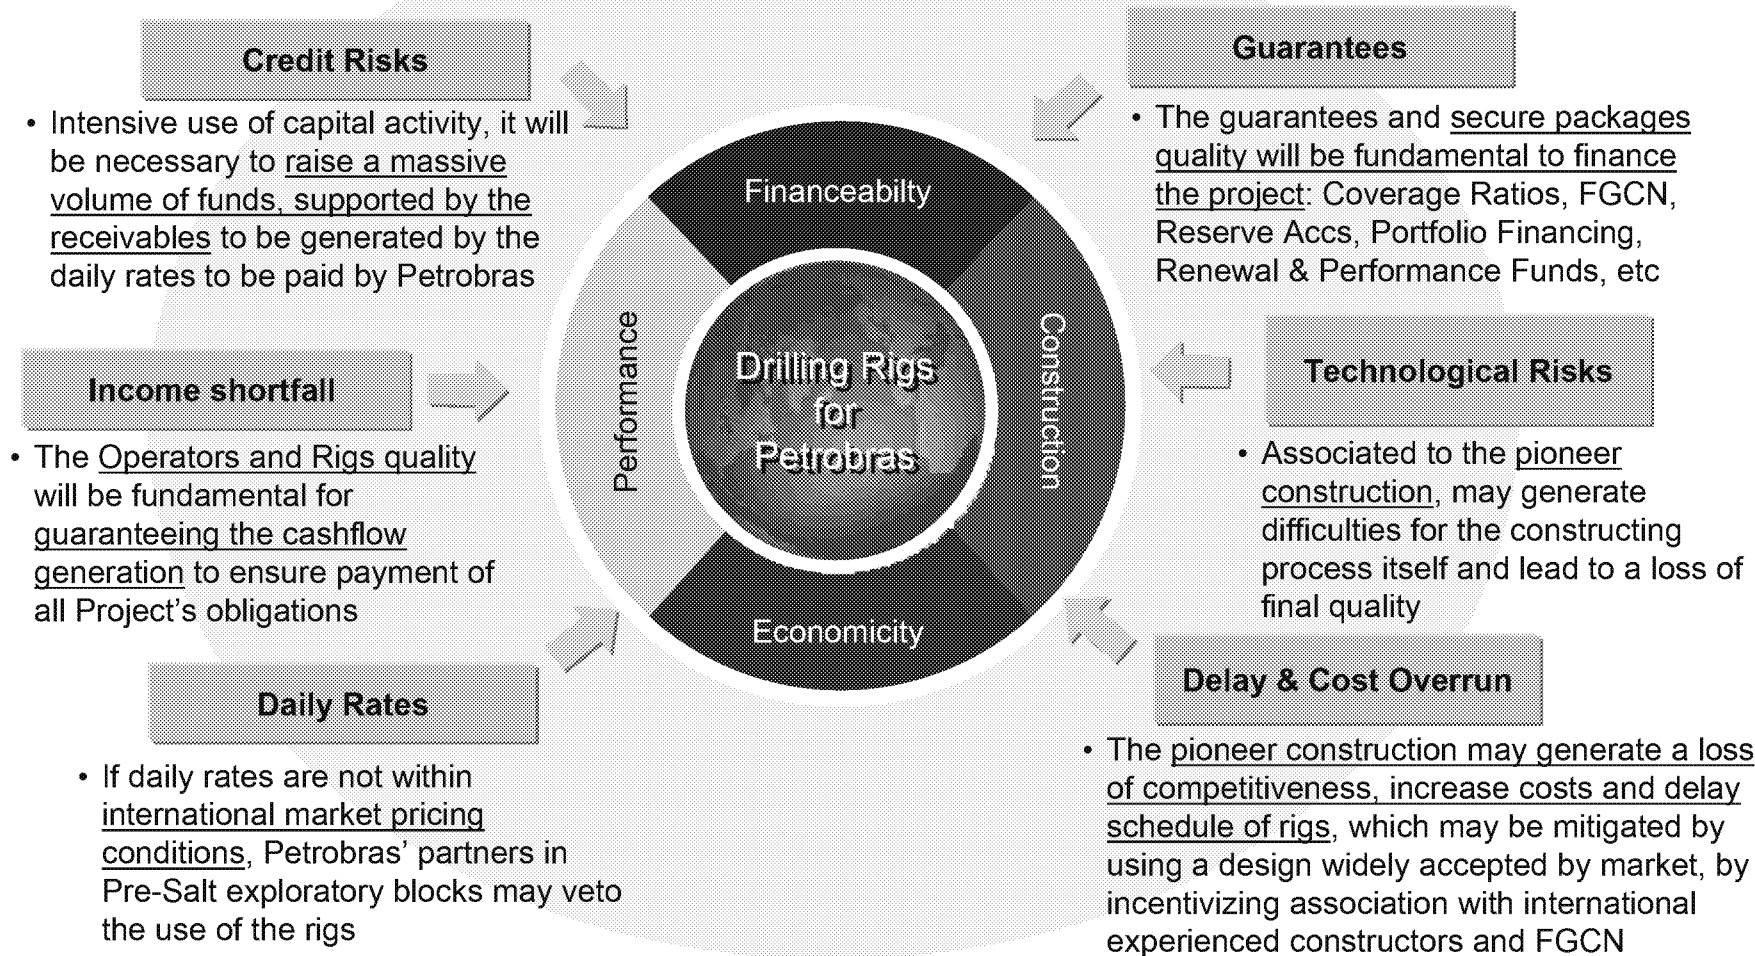 Credit Risks
• Intensive use of capital activity, it will
be necessary to raise a massive
volume of funds, supported by the
receivables to be generated by the
daily rates to be paid by Petrobras
Income shortfall
• The Operators and Rigs quality
will be fundamental for
guaranteeing the cashflow
generation to ensure payment of
all Project's obligations
Daily Rates
• If daily rates are not within
international market pricing
conditions, Petrobras' partners in
Pre-Salt exploratory blocks may veto
the use of the rigs
Financeabilty
Performance
Drilling Rigs
for
Petrobras
Construction
Economicity
Guarantees
• The guarantees and secure packages
quality will be fundamental to finance
the project: Coverage Ratios, FGCN,
Reserve Accs, Portfolio Financing,
Renewal & Performance Funds, etc
Technological Risks
• Associated to the pioneer
construction, may generate
difficulties for the constructing
process itself and lead to a loss of
final quality
Delay & Cost Overrun
• The pioneer construction may generate a loss
of competitiveness, increase costs and delay
schedule of rigs, which may be mitigated by
using a design widely accepted by market, by
incentivizing association with international
experienced constructors and FGCN